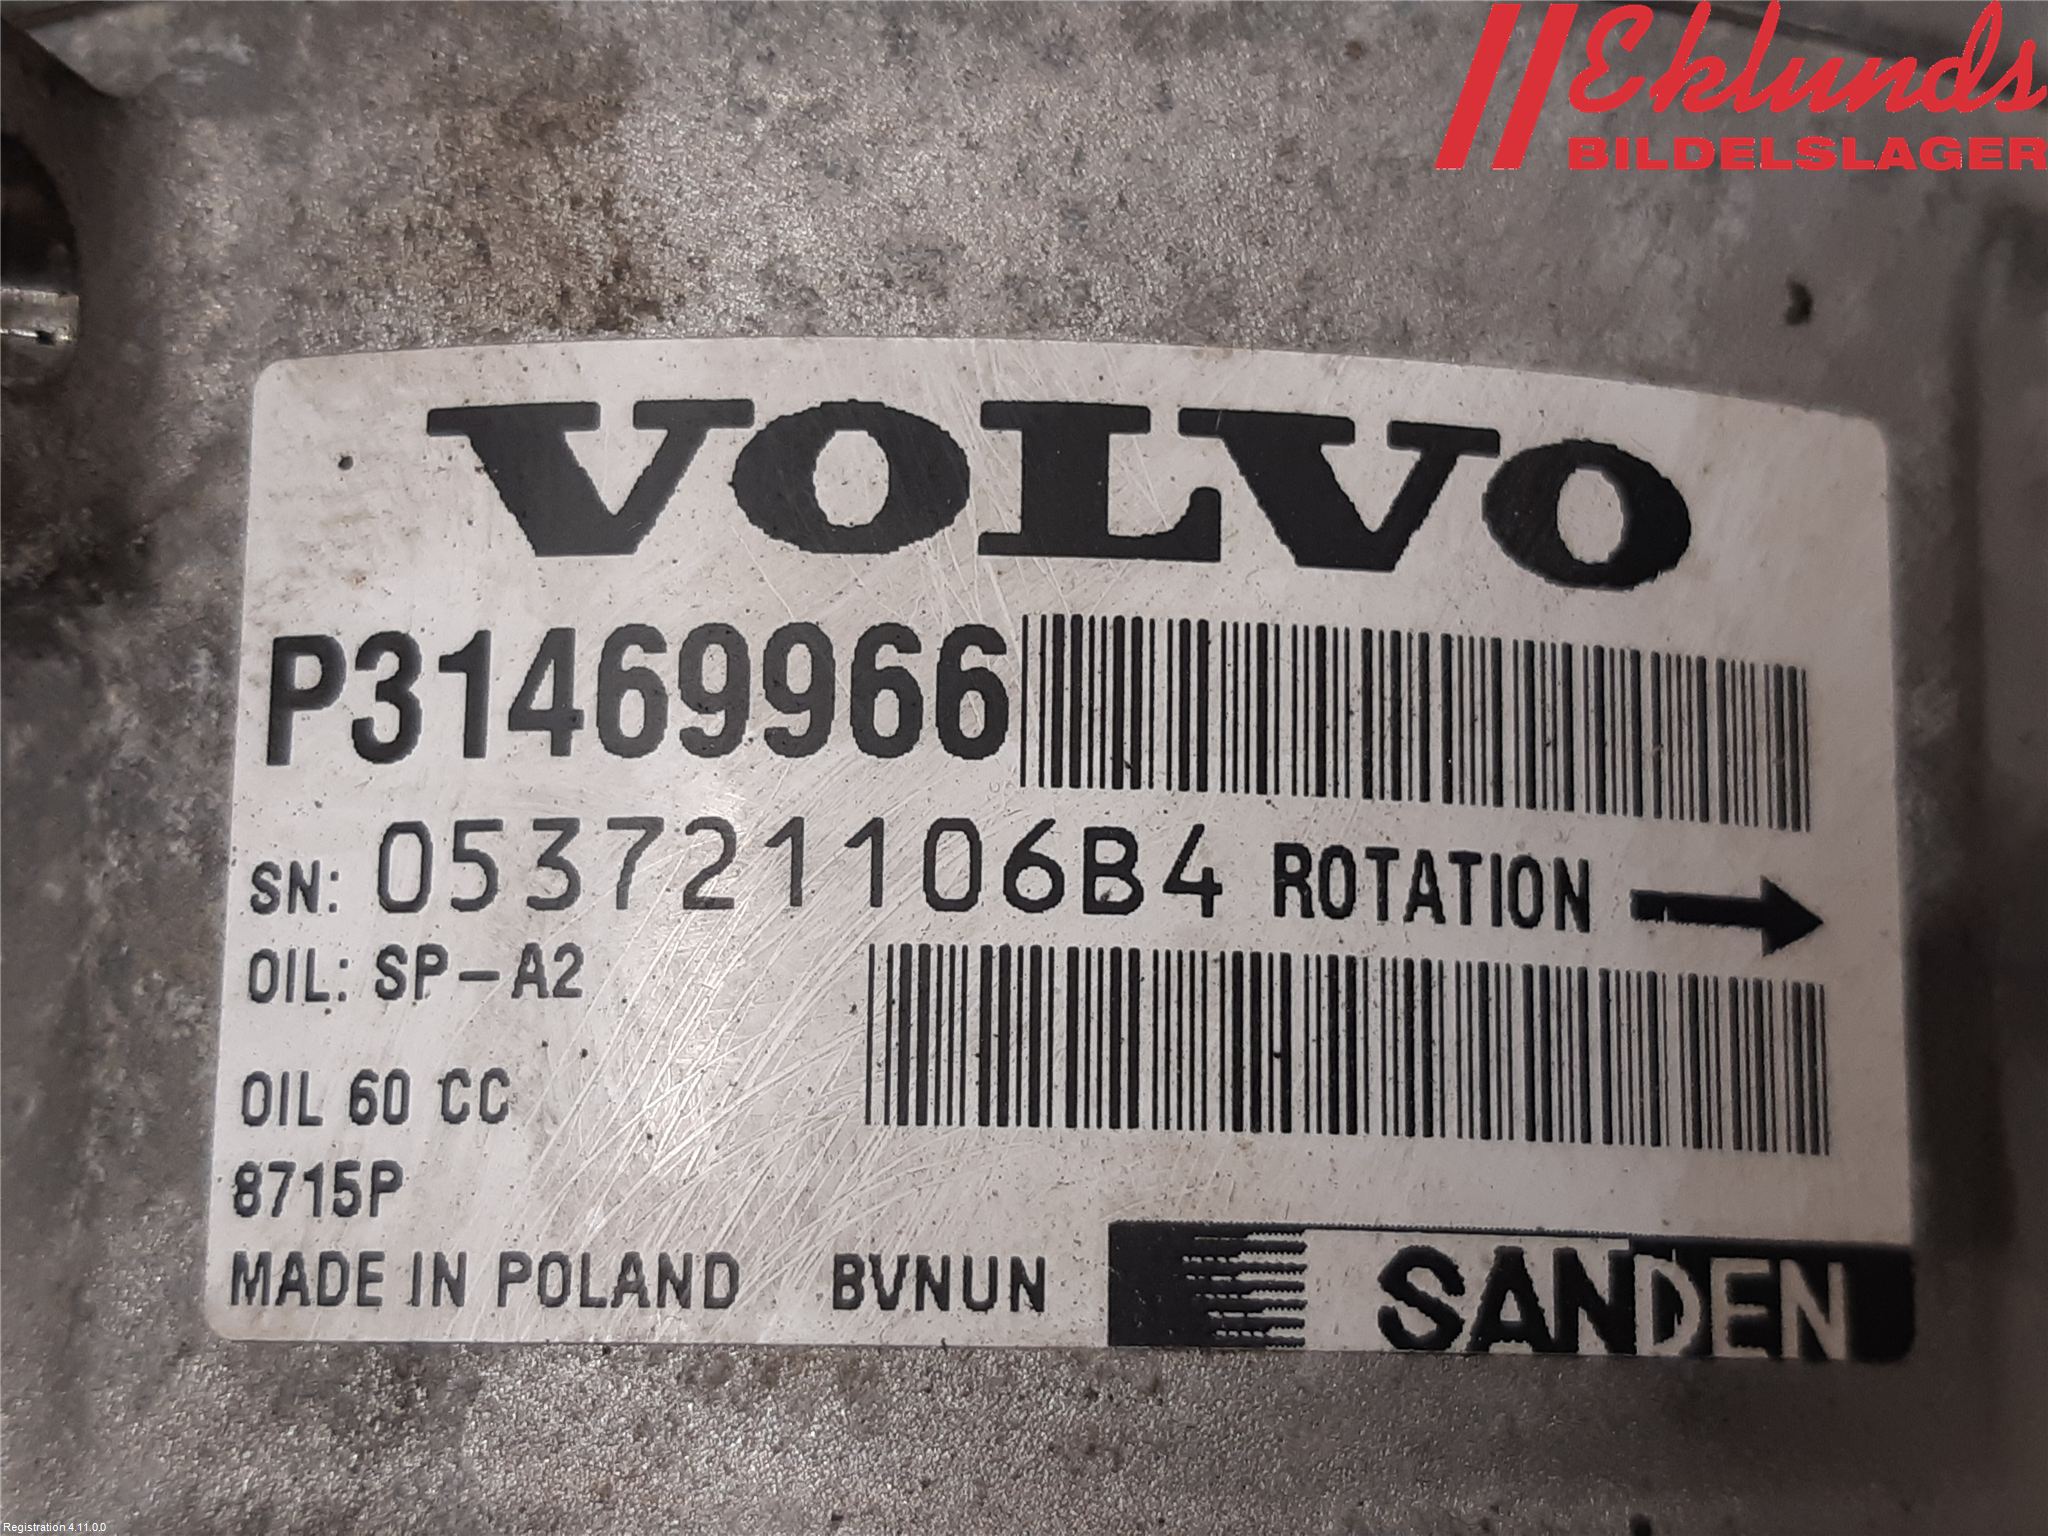 Eklunds
BILDELSLAGER
VOLVO
P31469966
SN: 053721106B4 ROTATION
OIL: SP-A2
OIL 60 CC
8715P
MADE IN POLAND BVNUN
SANDEN
Registration 4.11.0.0